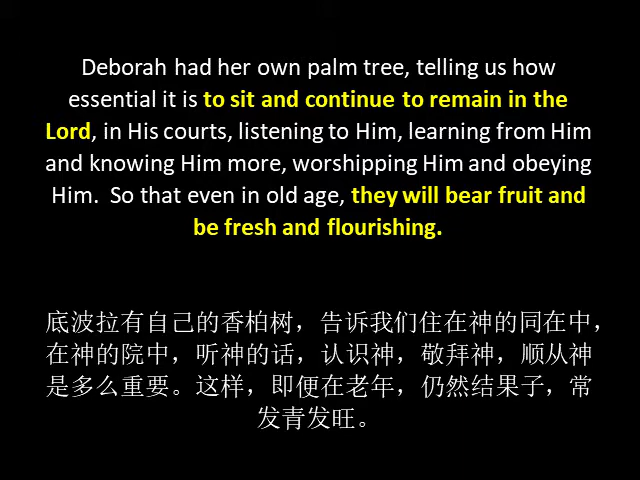 Deborah had her own palm tree, telling us how
essential it is to sit and continue to remain in the
Lord, in His courts, listening to Him, learning from Him
and knowing Him more, worshipping Him and obeying
Him.  So that even in old age, they will bear fruit and
be fresh and flourishing.
底波拉有自己的香柏树，告诉我们住在神的同在中，
在神的院中，听神的话，认识神，敬拜神，顺从神
是多么重要。这样，即便在老年，仍然结果子，常
发青发旺。